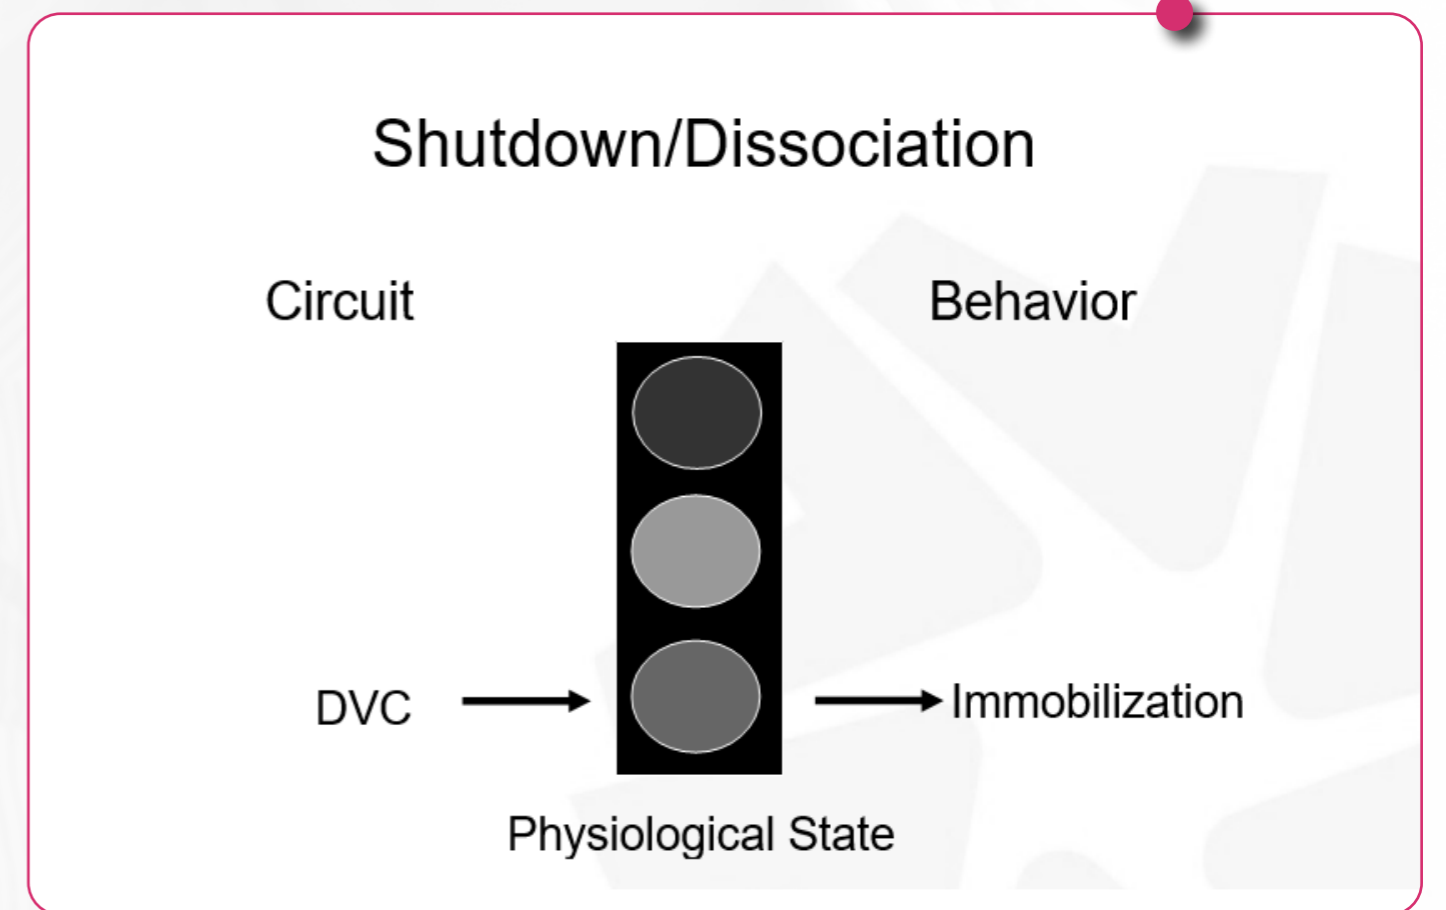 Shutdown/Dissociation
Circuit
Behavior
DVC
Immobilization
Physiological State